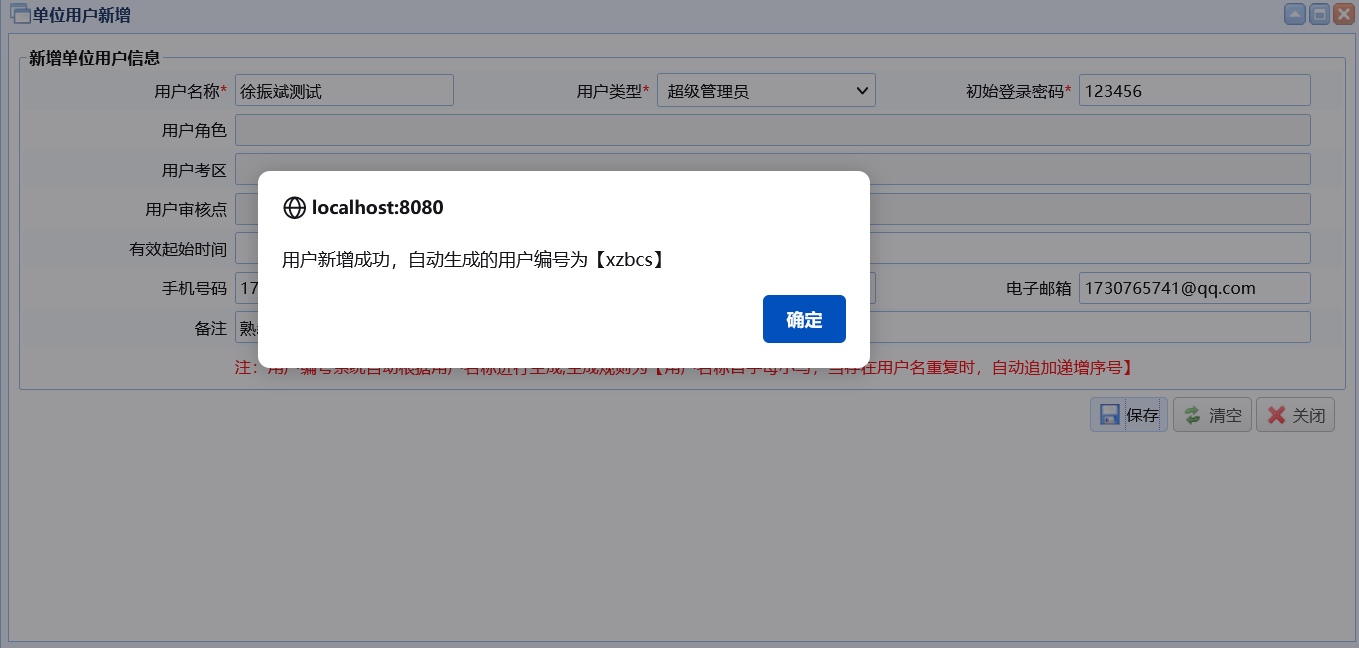 单位用户新增
新增单位用户信息
用户名称* 徐振斌测试 用户类型* 超级管理员 初始登录密码* 123456
用户角色
用户考区
localhost:8080
用户审核点
有效起始时间
用户新增成功，自动生成的用户编号为【xzbcs】
手机号码 17 电子邮箱 1730765741@qq.com
确定
备注 熟
注：用户编号系统自动根据用户名称进行生成,生成规则为【用户名称首字母小写，当存在用户名重复时，自动追加递增序号】
保存 清空 关闭